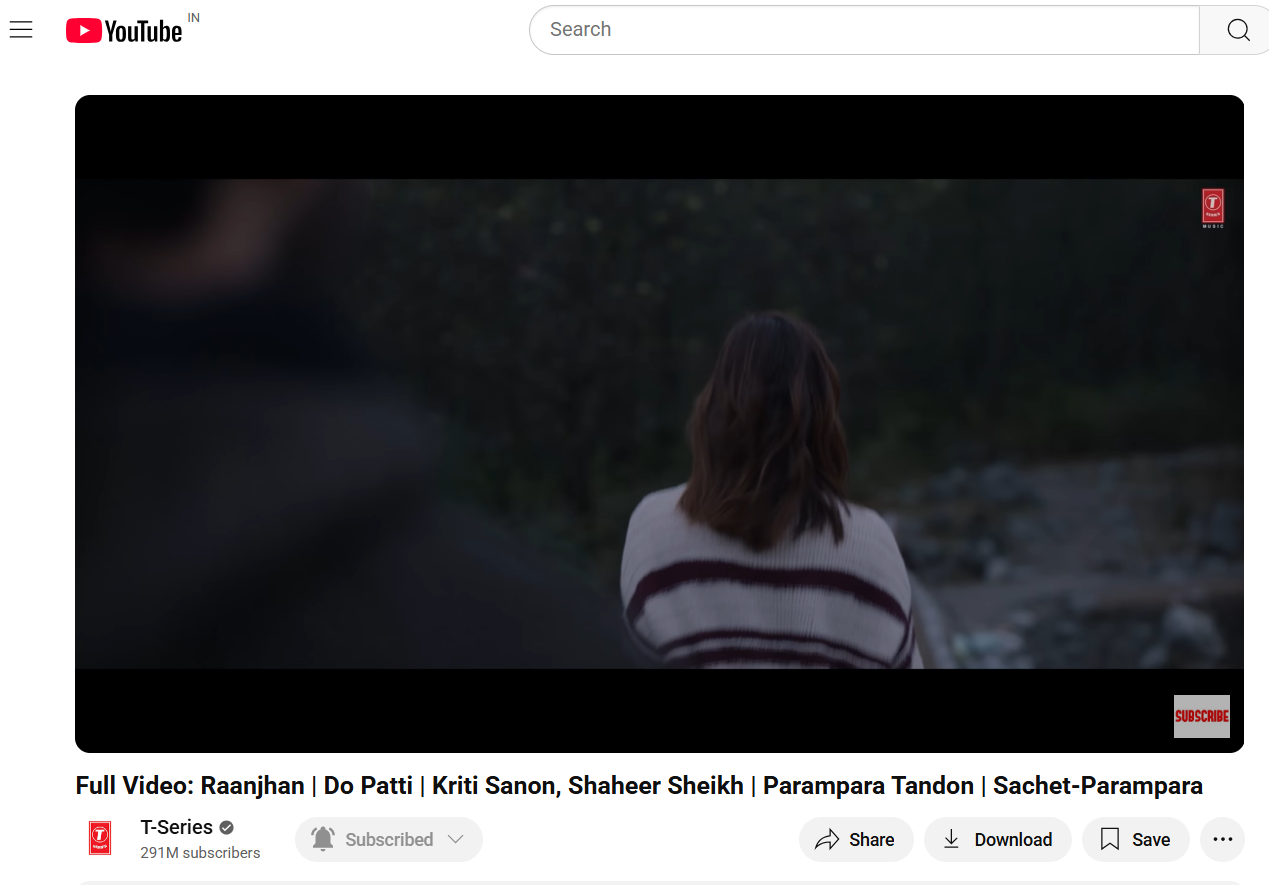 YouTube IN
Search
T
SERIES
MUSIC
SUBSCRIBE
Full Video: Raanjhan | Do Patti | Kriti Sanon, Shaheer Sheikh | Parampara Tandon | Sachet-Parampara
T-Series
291M subscribers
Subscribed
Share
Download
Save